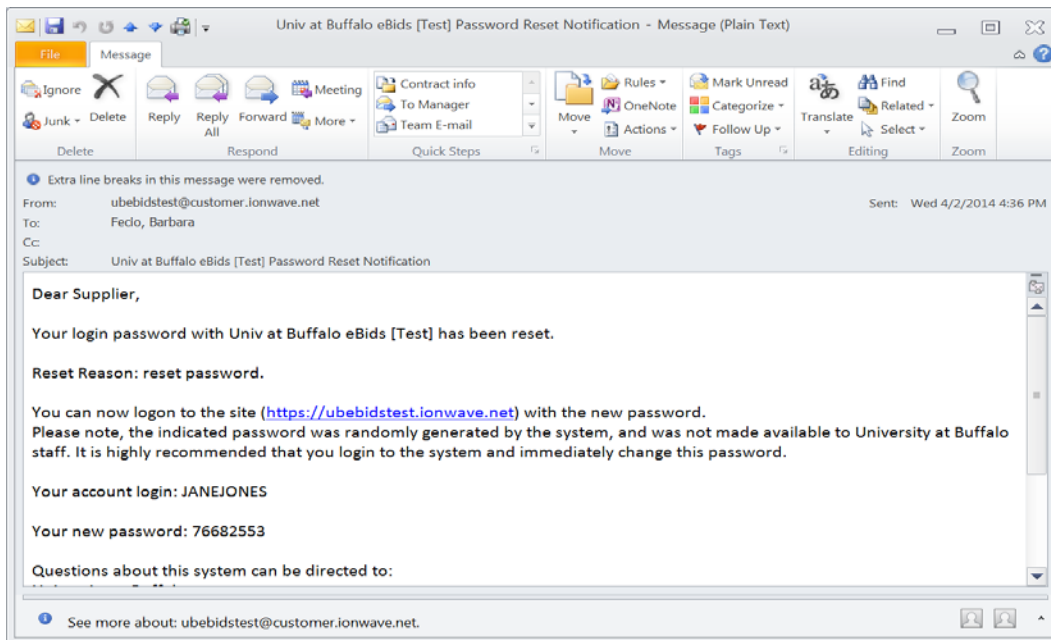 Univ at Buffalo eBids [Test] Password Reset Notification - Message (Plain Text)
File Message
Ignore Delete Reply Reply All Forward Meeting
Junk More
Contract info
To Manager
Team E-mail
Move Rules OneNote Actions
Mark Unread
Categorize
Follow Up
Translate Find Related Select
Zoom
Delete Respond Quick Steps Move Tags Editing Zoom
Extra line breaks in this message were removed.
From: ubebidstest@customer.ionwave.net Sent: Wed 4/2/2014 4:36 PM
To: Fecio, Barbara
Cc:
Subject: Univ at Buffalo eBids [Test] Password Reset Notification
Dear Supplier,
Your login password with Univ at Buffalo eBids [Test] has been reset.
Reset Reason: reset password.
You can now logon to the site (https://ubebidstest.ionwave.net) with the new password.
Please note, the indicated password was randomly generated by the system, and was not made available to University at Buffalo
staff. It is highly recommended that you login to the system and immediately change this password.
Your account login: JANEJONES
Your new password: 76682553
Questions about this system can be directed to:
See more about: ubebidstest@customer.ionwave.net.